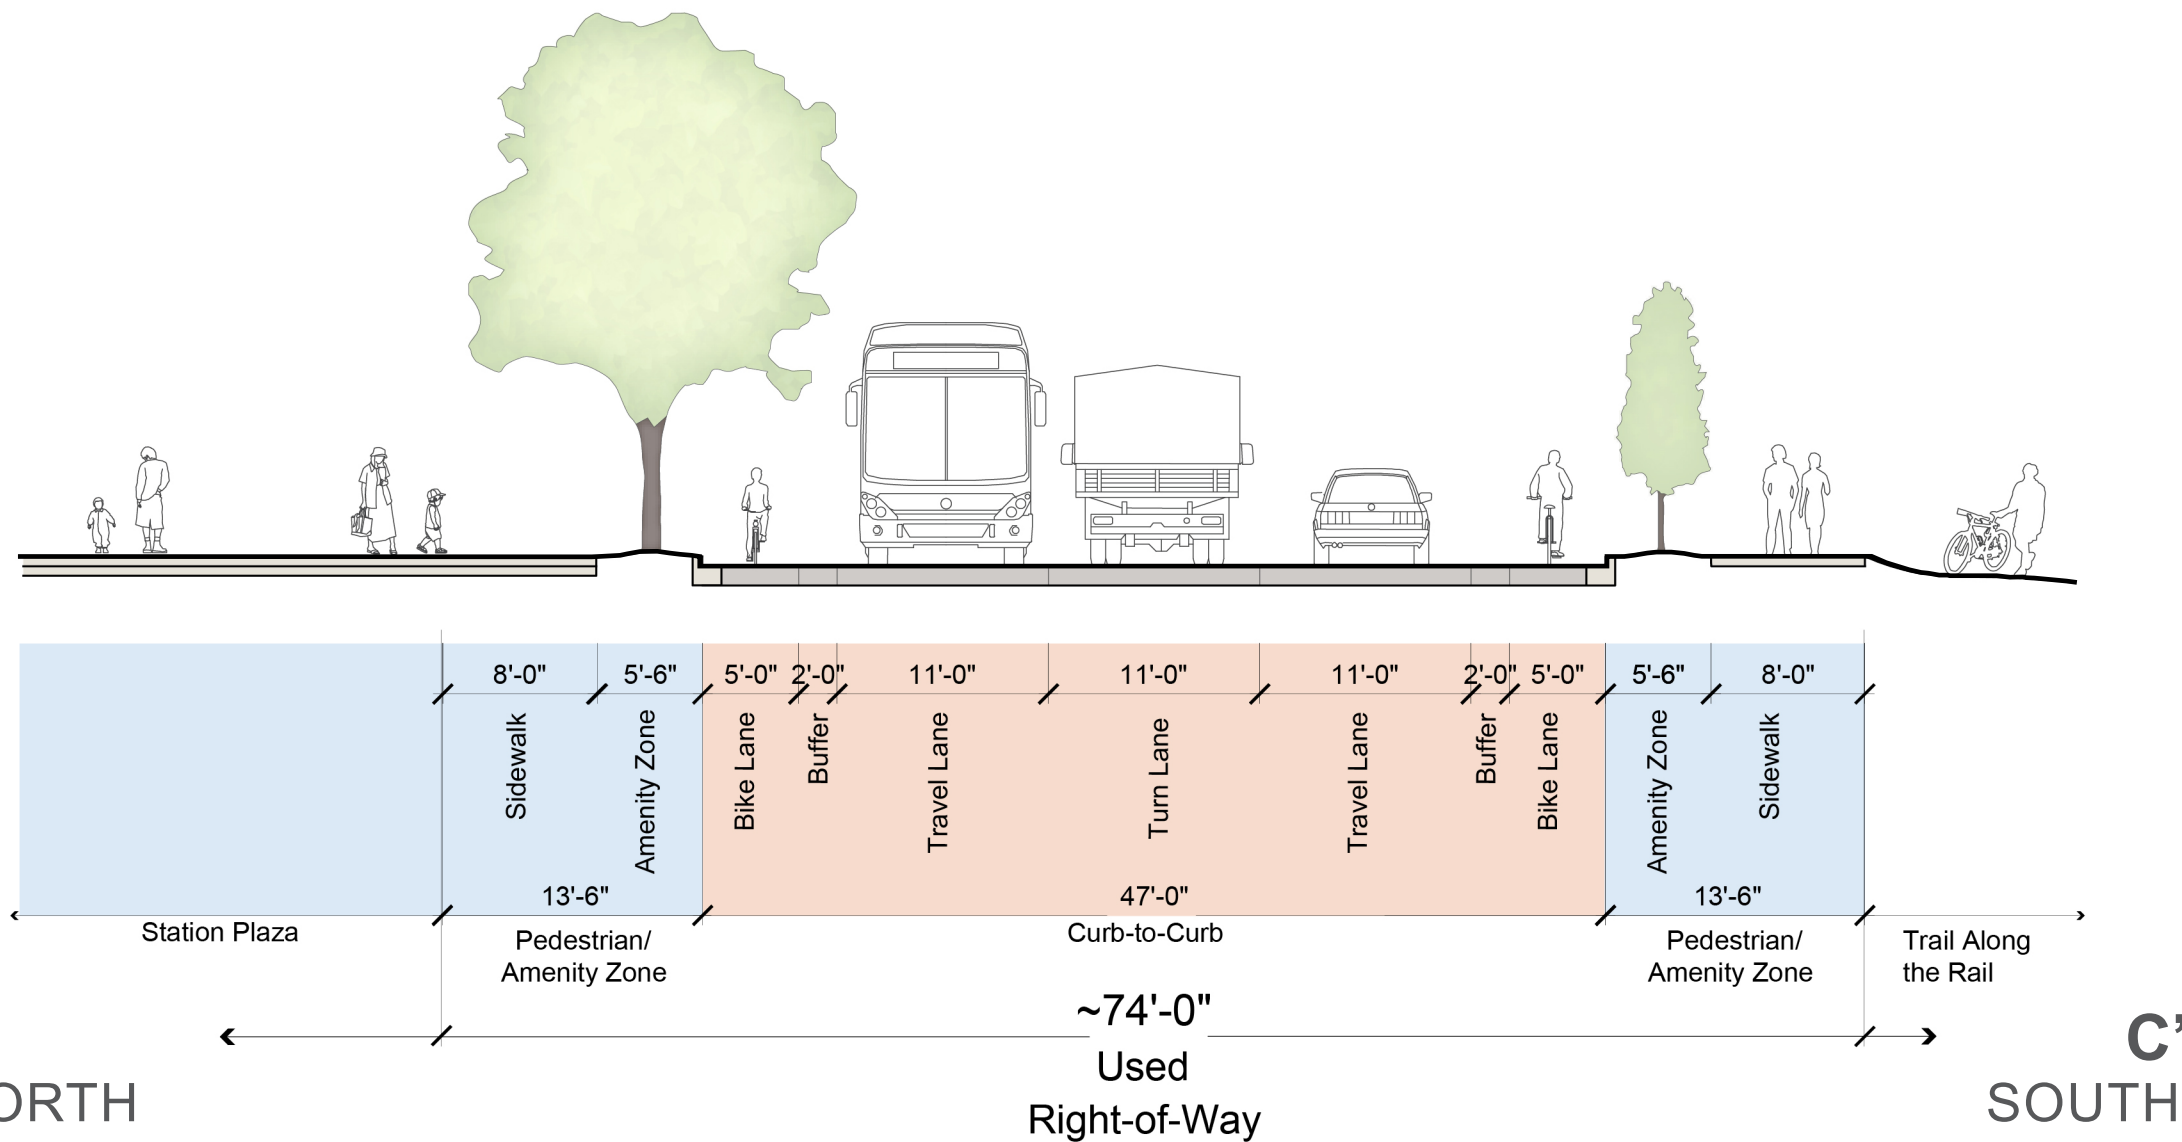 8'-0" 5'-6" 5'-0" 2'-0" 11'-0" 11'-0" 11'-0" 2'-0" 5'-0" 5'-6" 8'-0"
Sidewalk
Amenity Zone
Bike Lane
Buffer
Travel Lane
Turn Lane
Travel Lane
Buffer
Bike Lane
Amenity Zone
Sidewalk
13'-6" 47'-0" 13'-6"
Station Plaza
Pedestrian/
Amenity Zone
Curb-to-Curb
Pedestrian/
Amenity Zone
Trail Along
the Rail
~74'-0"
Used
Right-of-Way
ORTH
C’
SOUTH